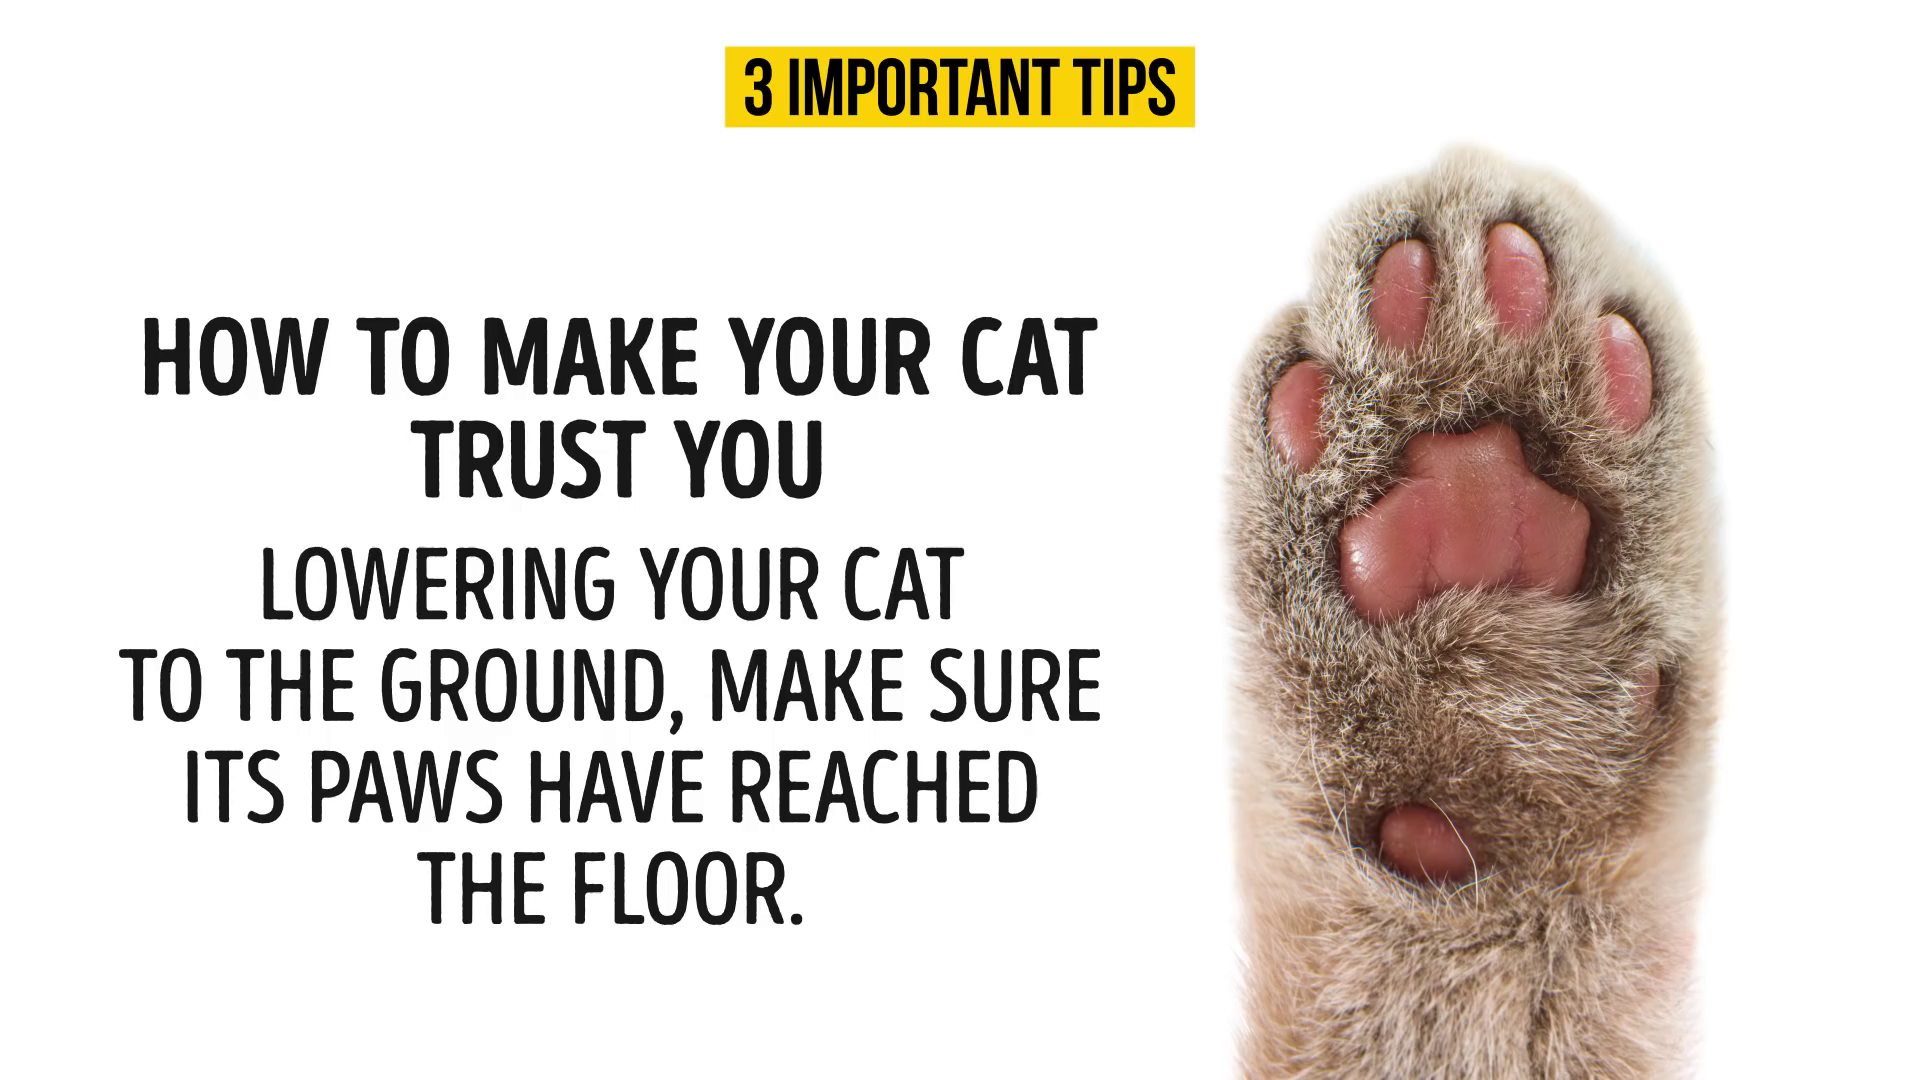 3 IMPORTANT TIPS
HOW TO MAKE YOUR CAT
TRUST YOU
LOWERING YOUR CAT
TO THE GROUND, MAKE SURE
ITS PAWS HAVE REACHED
THE FLOOR.